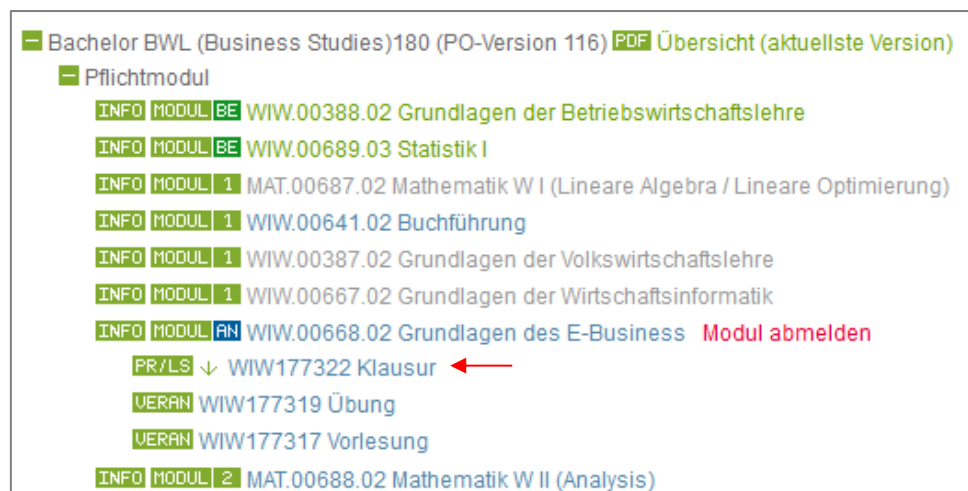 Bachelor BWL (Business Studies)180 (PO-Version 116) PDF Übersicht (aktuellste Version)
Pflichtmodul
INFO MODUL BE WIW.00388.02 Grundlagen der Betriebswirtschaftslehre
INFO MODUL BE WIW.00689.03 Statistik I
INFO MODUL 1 MAT.00687.02 Mathematik W I (Lineare Algebra / Lineare Optimierung)
INFO MODUL 1 WIW.00641.02 Buchführung
INFO MODUL 1 WIW.00387.02 Grundlagen der Volkswirtschaftslehre
INFO MODUL 1 WIW.00667.02 Grundlagen der Wirtschaftsinformatik
INFO MODUL AN WIW.00668.02 Grundlagen des E-Business Modul abmelden
PR/LS ↓ WIW177322 Klausur
VERAN WIW177319 Übung
VERAN WIW177317 Vorlesung
INFO MODUL 2 MAT.00688.02 Mathematik W II (Analysis)